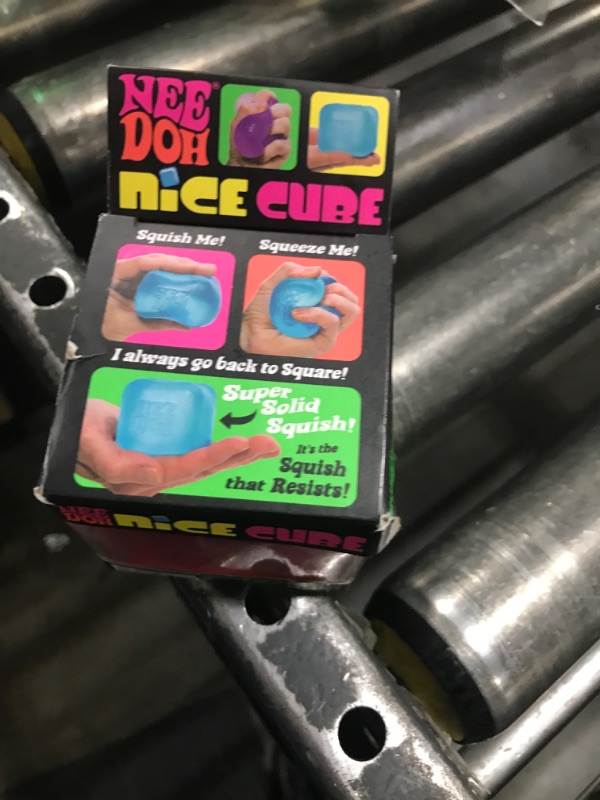 NEE
DOH
NiCE CUBE
Squish Me! Squeeze Me!
I always go back to Square!
Super
Solid
Squish!
It's the
Squish
that Resists!
NEE
DOH NiCE CUBE